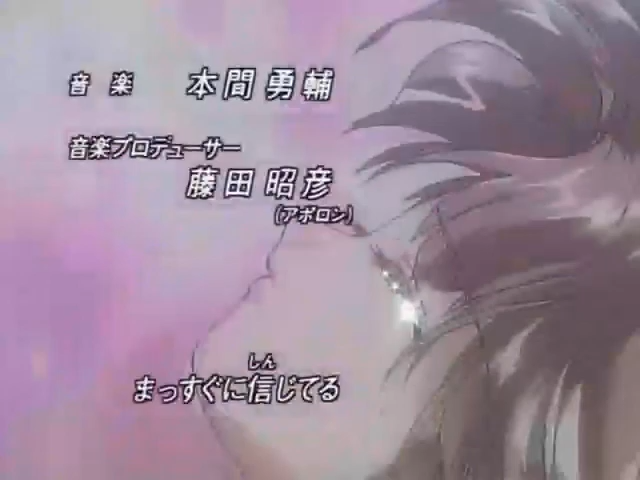 音楽 本間勇輔
音楽プロデューサー
藤田昭彦
(アポロン)
しん
まっすぐに信じてる